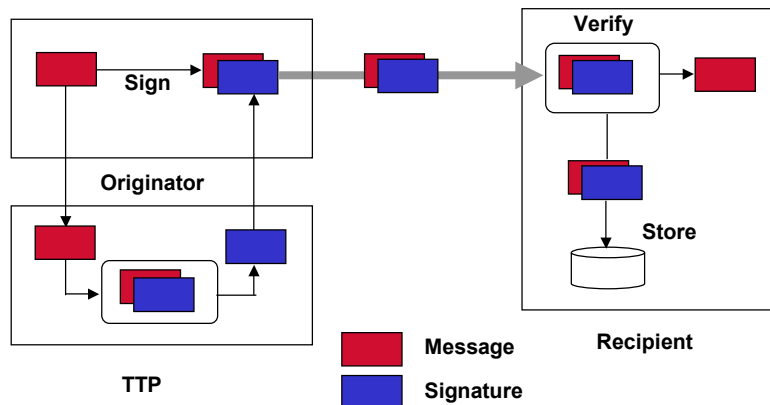 Verify
Sign
Originator
Store
Message
Recipient
TTP
Signature